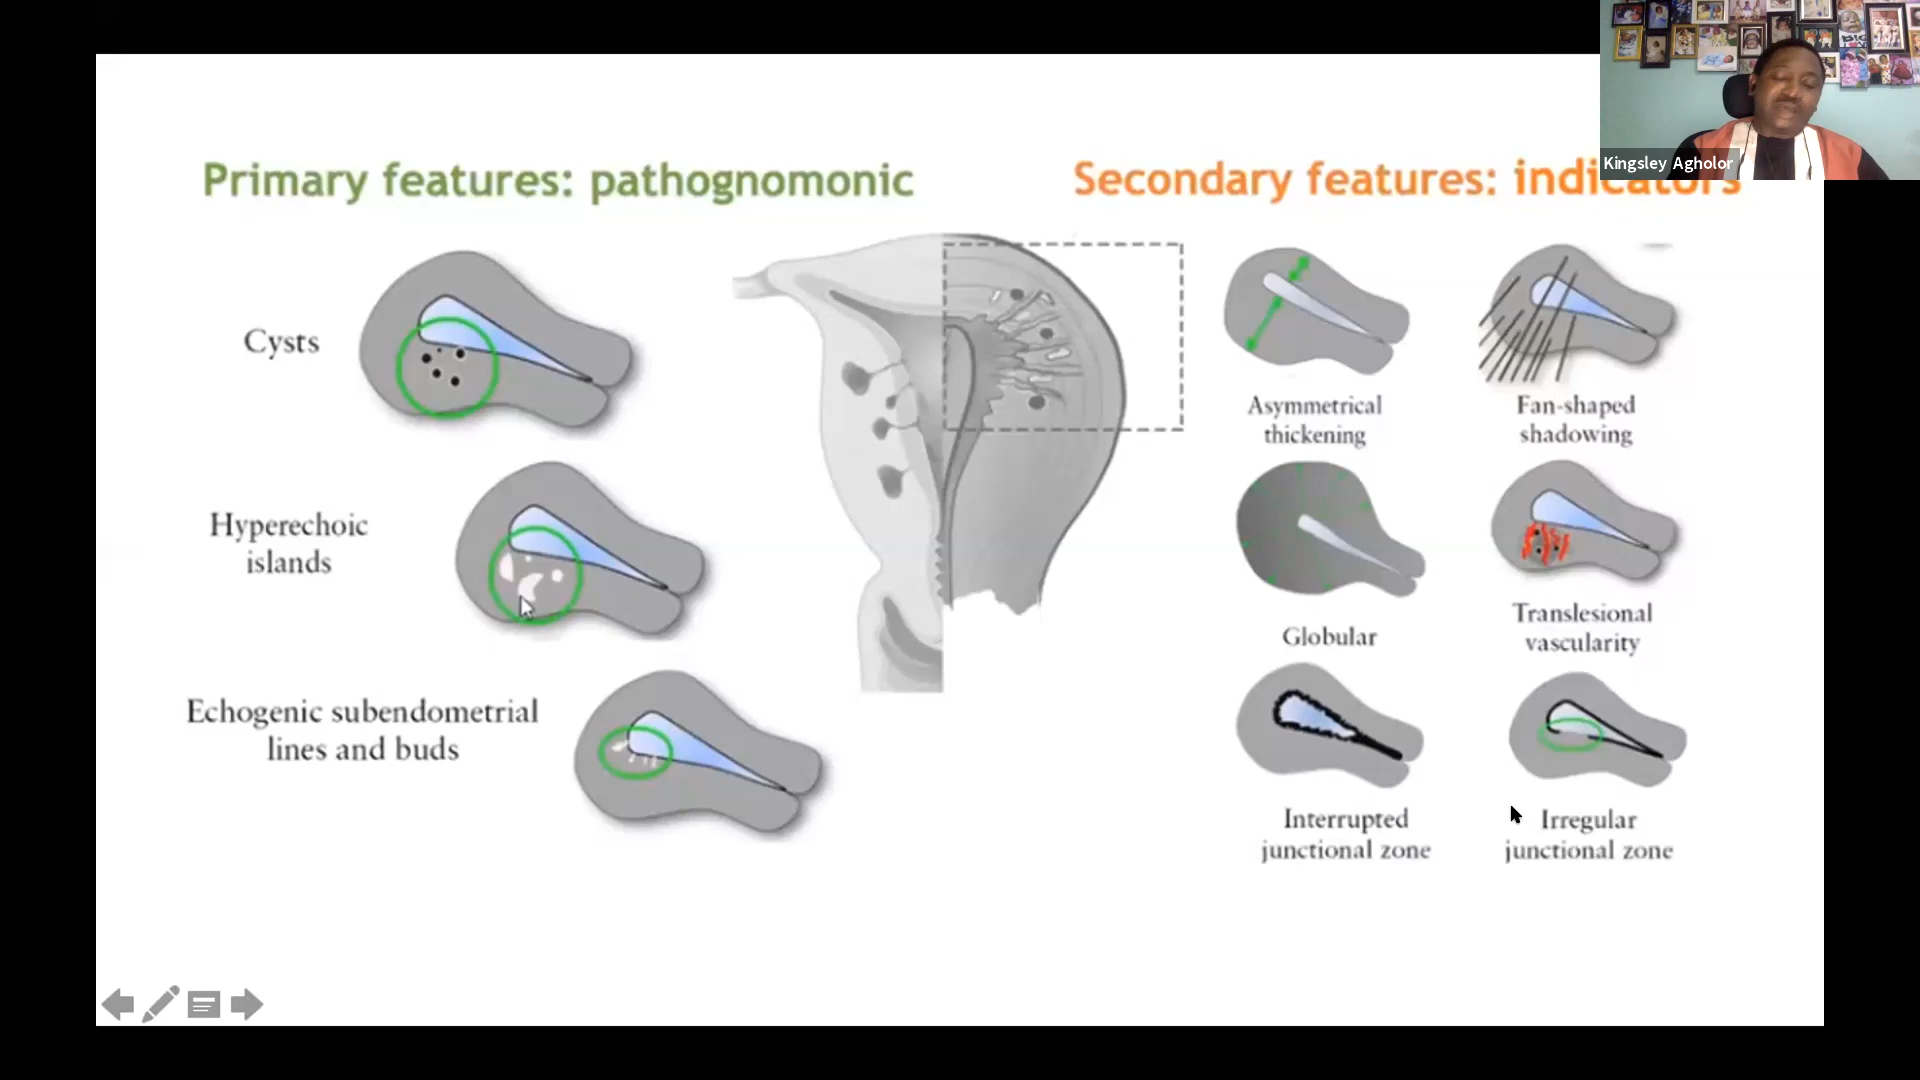 Kingsley Agholor
Primary features: pathognomonic
Secondary features: indicators
Cysts
Hyperechoic
islands
Echogenic subendometrial
lines and buds
Asymmetrical
thickening
Fan-shaped
shadowing
Globular
Translesional
vascularity
Interrupted
junctional zone
Irregular
junctional zone